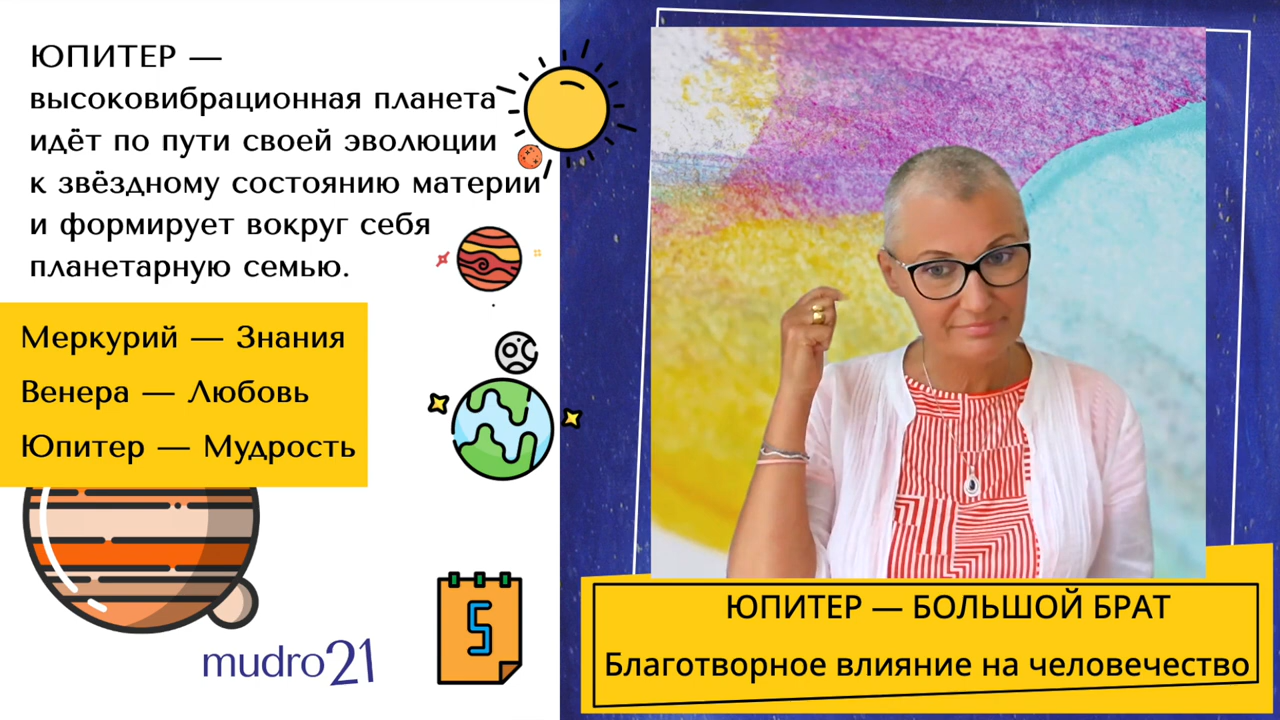 ЮПИТЕР —
высоковибрационная планета
идёт по пути своей эволюции
к звёздному состоянию материи
и формирует вокруг себя
планетарную семью.
Меркурий — Знания
Венера — Любовь
Юпитер — Мудрость
mudro21
5
ЮПИТЕР — БОЛЬШОЙ БРАТ
Благотворное влияние на человечество